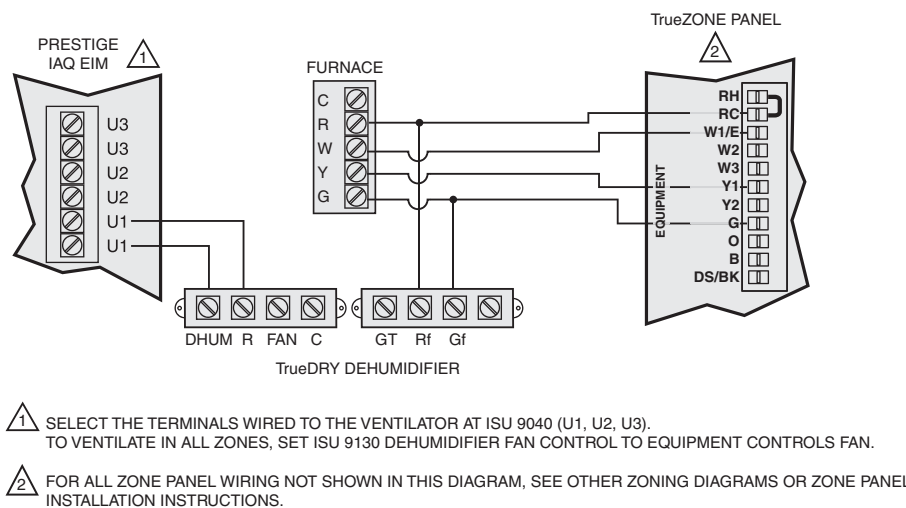 TrueZONE PANEL
2
PRESTIGE
IAQ EIM
1
FURNACE
U3
U3
U2
U2
U1
U1
C
R
W
Y
G
EQUIPMENT
RH
RC
W1/E
W2
W3
Y1
Y2
G
O
B
DS/BK
DHUM R FAN C
GT Rf Gf
TrueDRY DEHUMIDIFIER
1 SELECT THE TERMINALS WIRED TO THE VENTILATOR AT ISU 9040 (U1, U2, U3).
TO VENTILATE IN ALL ZONES, SET ISU 9130 DEHUMIDIFIER FAN CONTROL TO EQUIPMENT CONTROLS FAN.
2 FOR ALL ZONE PANEL WIRING NOT SHOWN IN THIS DIAGRAM, SEE OTHER ZONING DIAGRAMS OR ZONE PANEL
INSTALLATION INSTRUCTIONS.